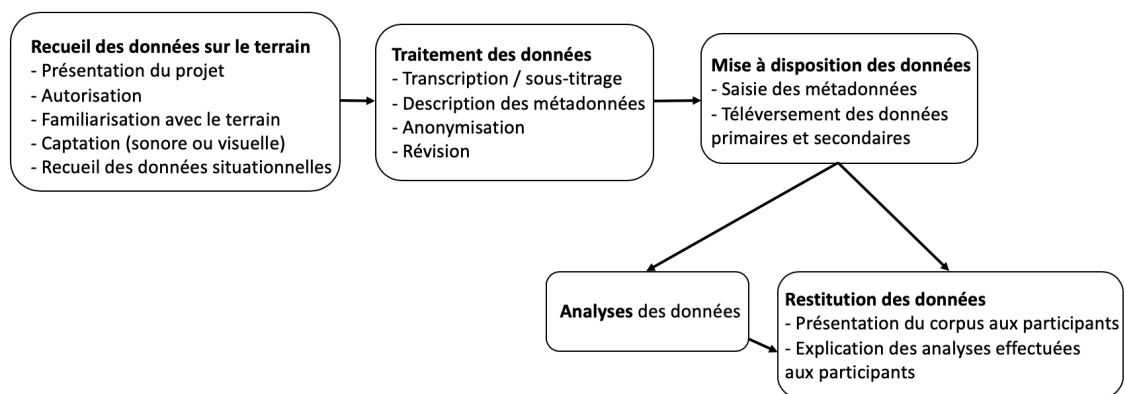 Recueil des données sur le terrain
- Présentation du projet
- Autorisation
- Familiarisation avec le terrain
- Captation (sonore ou visuelle)
- Recueil des données situationnelles
Traitement des données
- Transcription / sous-titrage
- Description des métadonnées
- Anonymisation
- Révision
Mise à disposition des données
- Saisie des métadonnées
- Téléversement des données
primaires et secondaires
Analyses des données
Restitution des données
- Présentation du corpus aux participants
- Explication des analyses effectuées
aux participants